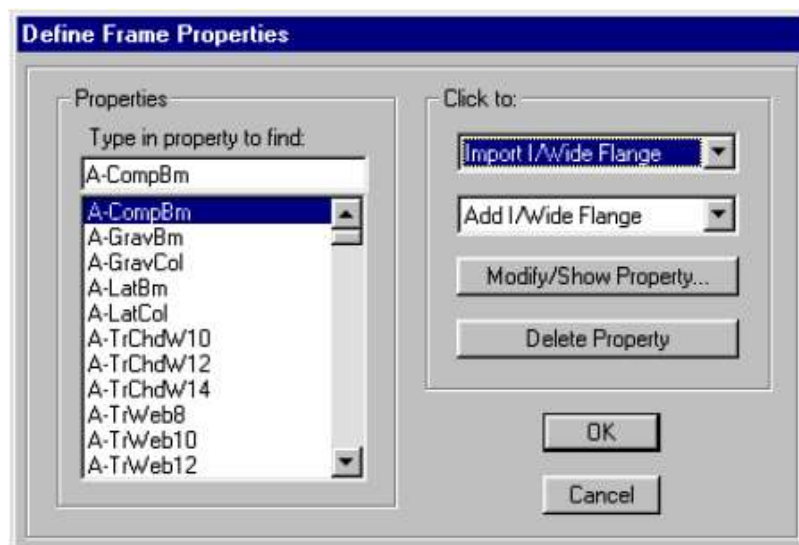 Define Frame Properties
Properties
Type in property to find:
A-CompBm
A-CompBm
A-GravBm
A-GravCol
A-LatBm
A-LatCol
A-TrChdW10
A-TrChdW12
A-TrChdW14
A-TrWeb8
A-TrWeb10
A-TrWeb12
Click to:
Import I/Wide Flange
Add I/Wide Flange
Modify/Show Property...
Delete Property
OK
Cancel